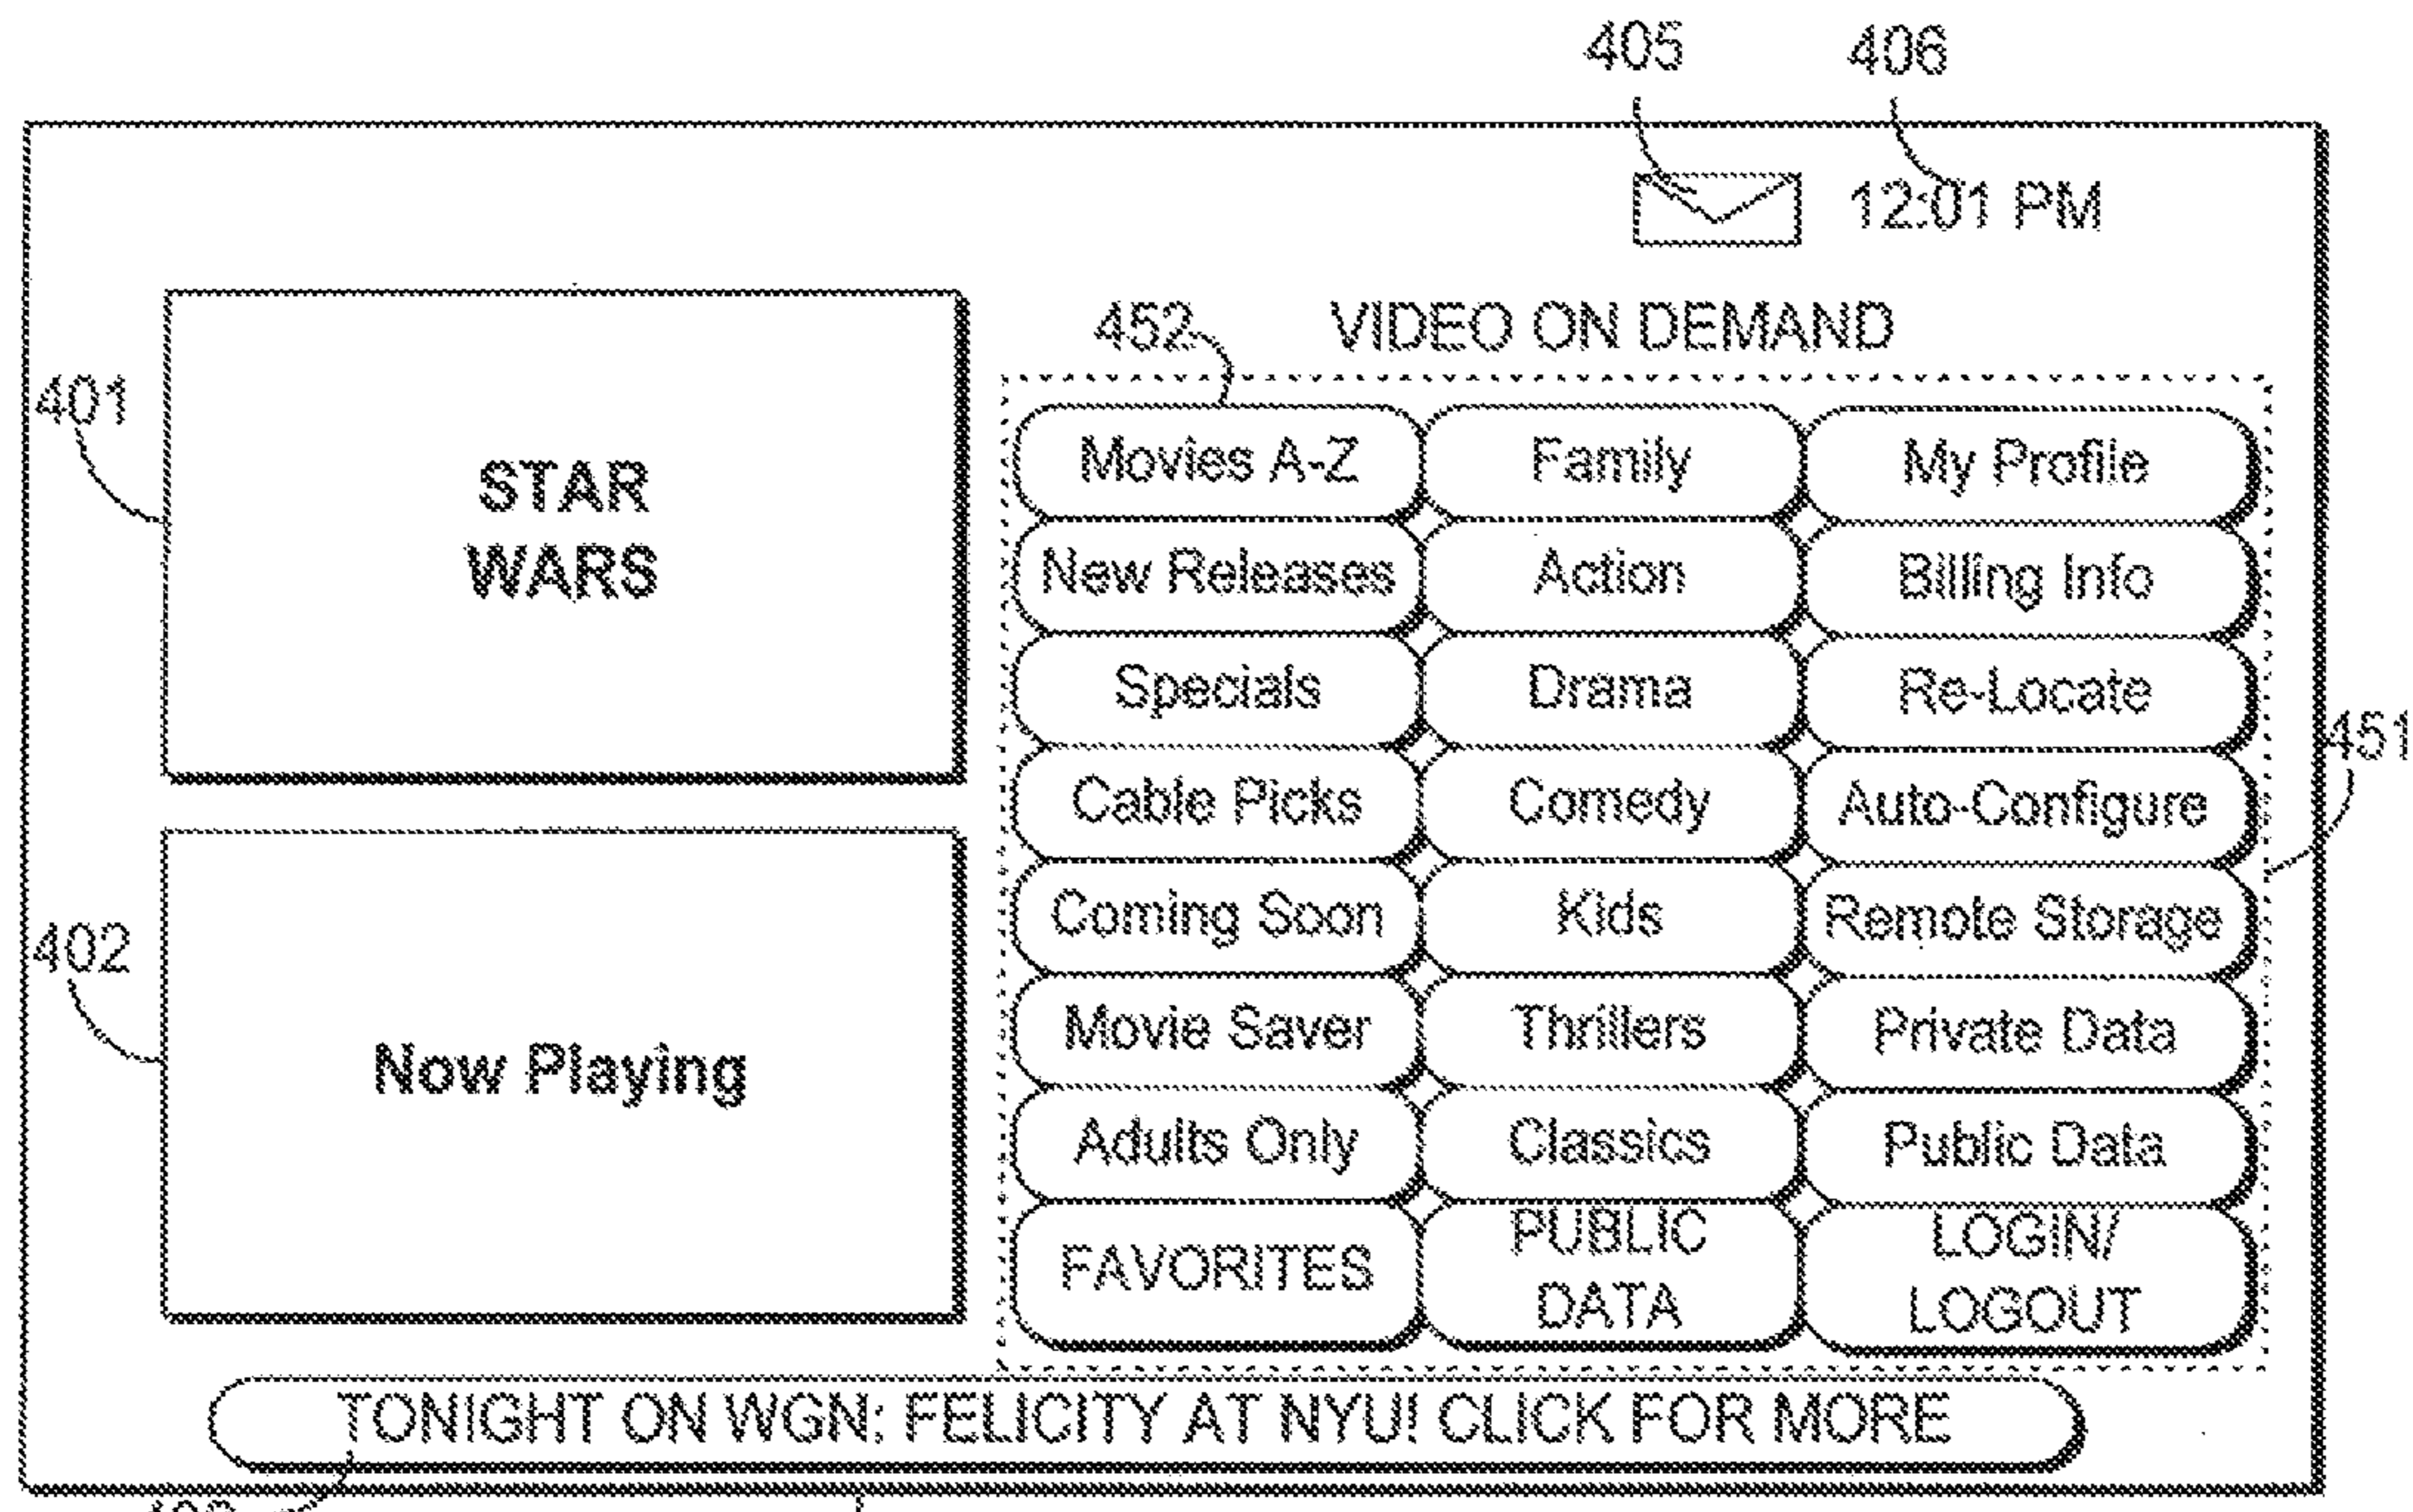 405 406
12:01 PM
452 VIDEO ON DEMAND
401
STAR
WARS
Movies A-Z Family My Profile
New Releases Action Billing Info
Specials Drama Re-Locate
451
Cable Picks Comedy Auto-Configure
Coming Soon Kids Remote Storage
402
Now Playing
Movie Saver Thrillers Private Data
Adults Only Classics Public Data
FAVORITES PUBLIC DATA LOGIN/ LOGOUT
TONIGHT ON WGN: FELICITY AT NYU! CLICK FOR MORE